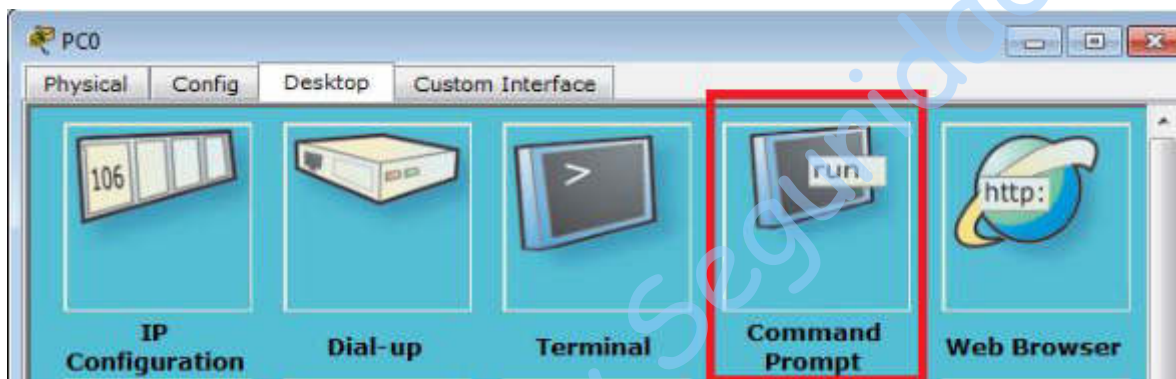 PC0
Physical Config Desktop Custom Interface
106
>
run
http:
IP
Configuration
Dial-up
Terminal
Command
Prompt
Web Browser